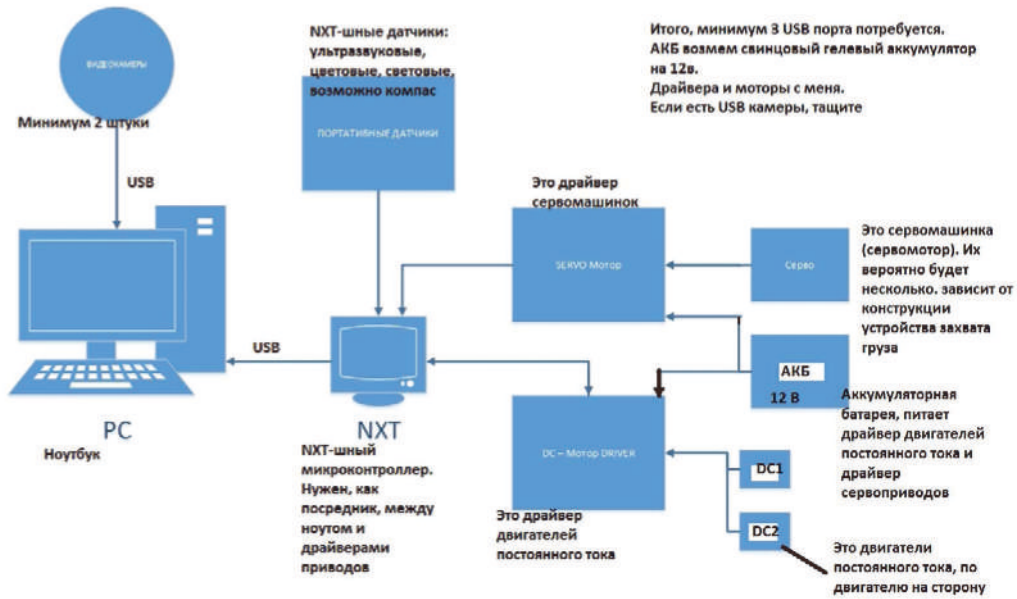 ВИДЕОКАМЕРЫ
Минимум 2 штуки
USB
NXT-шные датчики:
ультразвуковые,
цветовые, световые,
возможно компас
ПОРТАТИВНЫЕ ДАТЧИКИ
Итого, минимум 3 USB порта потребуется.
АКБ возмем свинцовый гелевый аккумулятор
на 12в.
Драйвера и моторы с меня.
Если есть USB камеры, тащите
Это драйвер
сервомашинок
SERVO Мотор
Серво
Это сервомашинка
(сервомотор). Их
вероятно будет
несколько. зависит от
конструкции
устройства захвата
груза
USB
PC
Ноутбук
NXT
NXT-шный
микроконтроллер.
Нужен, как
посредник, между
ноутом и
драйверами
приводов
DC – Мотор DRIVER
Это драйвер
двигателей
постоянного тока
АКБ
12 В
Аккумуляторная
батарея, питает
драйвер двигателей
постоянного тока и
драйвер
сервоприводов
DC1
DC2
Это двигатели
постоянного тока, по
двигателю на сторону